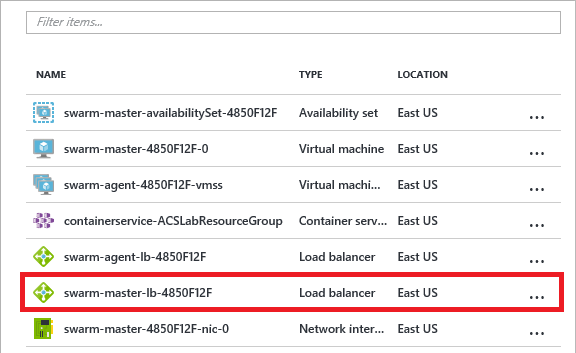 Filter items...
NAME TYPE LOCATION
swarm-master-availabilitySet-4850F12F Availability set East US ...
swarm-master-4850F12F-0 Virtual machine East US ...
swarm-agent-4850F12F-vmss Virtual machi... East US ...
containerservice-ACSLabResourceGroup Container serv... East US ...
swarm-agent-lb-4850F12F Load balancer East US ...
swarm-master-lb-4850F12F Load balancer East US ...
swarm-master-4850F12F-nic-0 Network inter... East US ...